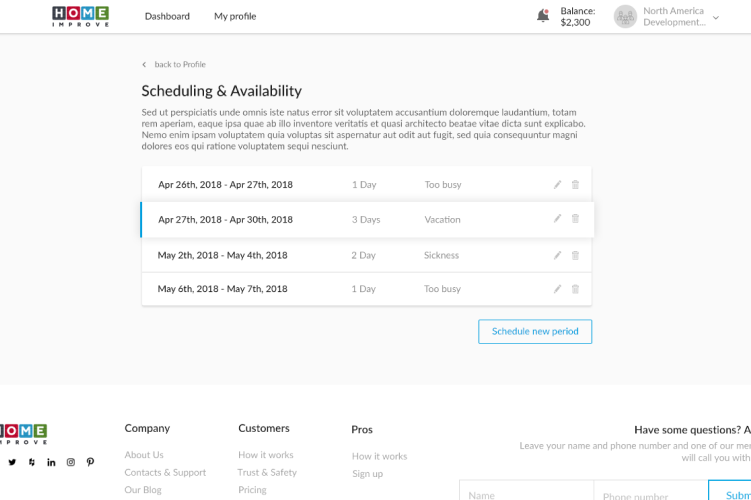 HOME
IMPROVE
Dashboard
My profile
Balance:
$2,300
North America
Development...
back to Profile
Scheduling & Availability
Sed ut perspiciatis unde omnis iste natus error sit voluptatem accusantium doloremque laudantium, totam
rem aperiam, eaque ipsa quae ab illo inventore veritatis et quasi architecto beatae vitae dicta sunt explicabo.
Nemo enim ipsam voluptatem quia voluptas sit aspernatur aut odit aut fugit, sed quia consequuntur magni
dolores eos qui ratione voluptatem sequi nesciunt.
Apr 26th, 2018 - Apr 27th, 2018 1 Day Too busy
Apr 27th, 2018 - Apr 30th, 2018 3 Days Vacation
May 2th, 2018 - May 4th, 2018 2 Day Sickness
May 6th, 2018 - May 7th, 2018 1 Day Too busy
Schedule new period
HOME
IMPROVE
Company
About Us
Contacts & Support
Our Blog
Customers
How it works
Trust & Safety
Pricing
Pros
How it works
Sign up
Have some questions? A
Leave your name and phone number and one of our me
will call you with
Name
Phone number
Subm